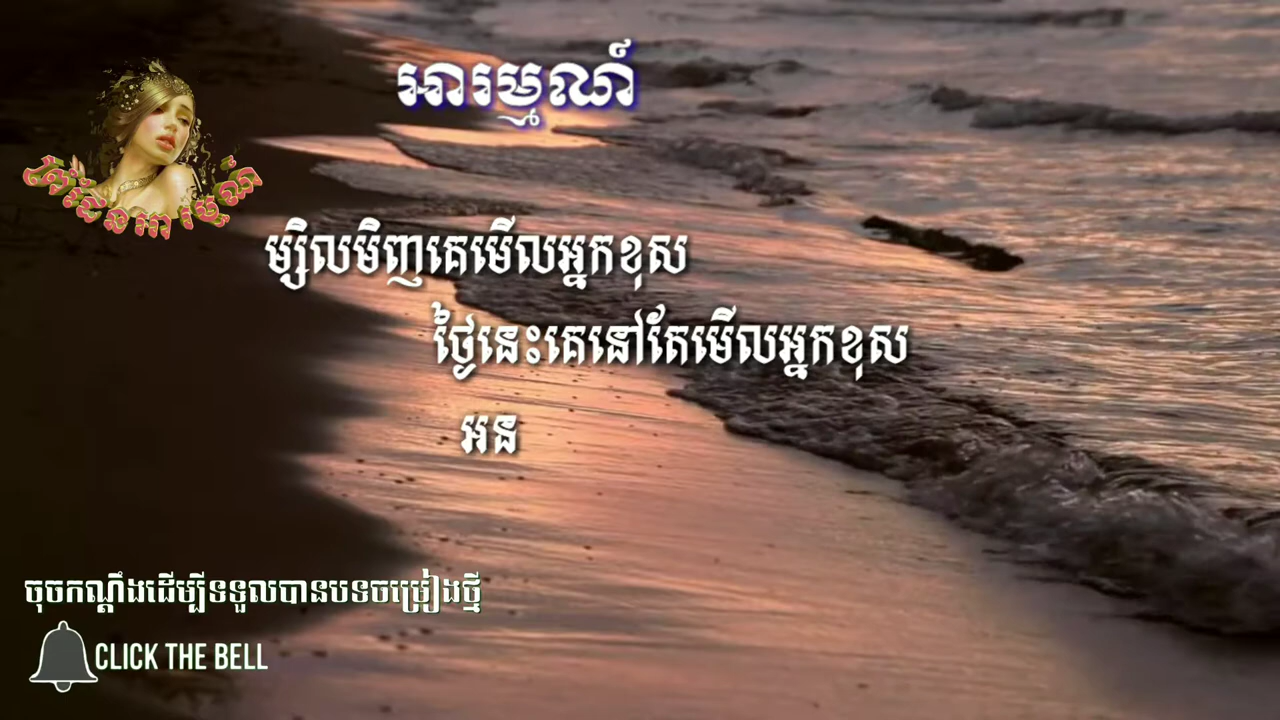 អារម្មណ៍
ម្សិលមិញគេមើលអ្នកខុស
ថ្ងៃនេះគេនៅតែមើលអ្នកខុស
អន
ចុចកណ្ដឹងដើម្បីទទួលបានបទចម្រៀងថ្មី
CLICK THE BELL